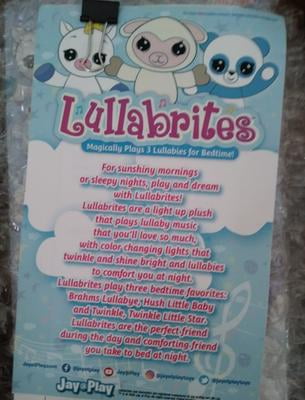 Lullabrites
Magically Plays 3 Lullabies for Bedtime!
For sunshiny mornings
or sleepy nights, play and dream
with Lullabrites!
Lullabrites are a light up plush
that plays lullaby music
that you'll love so much,
with color changing lights that
twinkle and shine bright and lullabies
to comfort you at night.
Lullabrites play three bedtime favorites:
Brahms Lullabye, Hush Little Baby
and Twinkle, Twinkle Little Star.
Lullabrites are the perfect friend
during the day and comforting friend
you take to bed at night.
JayatPlay.com
Jay@Play